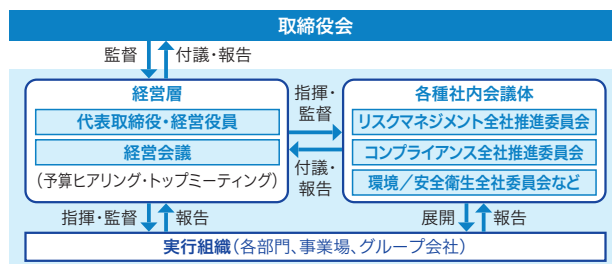 取締役会
監督 付議・報告
経営層
代表取締役・経営役員
経営会議
(予算ヒアリング・トップミーティング)
指揮・
監督
付議・
報告
各種社内会議体
リスクマネジメント全社推進委員会
コンプライアンス全社推進委員会
環境／安全衛生全社委員会など
指揮・監督 報告
展開 報告
実行組織(各部門、事業場、グループ会社)